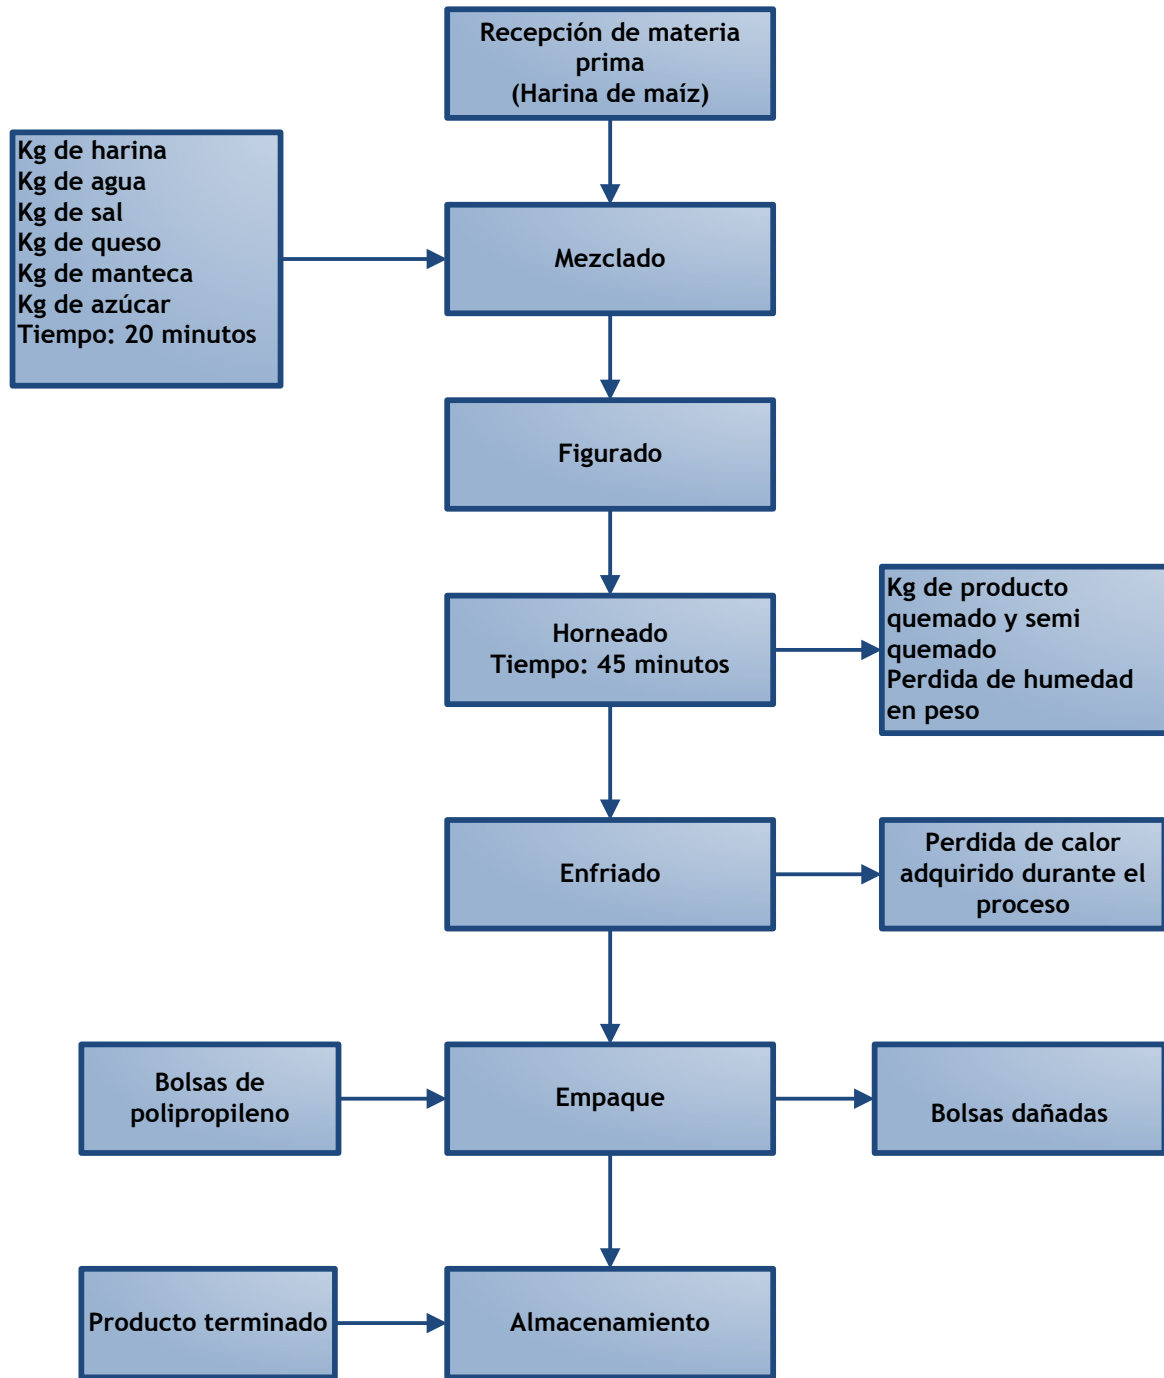 Recepción de materia
prima
(Harina de maíz)
Kg de harina
Kg de agua
Kg de sal
Kg de queso
Kg de manteca
Kg de azúcar
Tiempo: 20 minutos
Mezclado
Figurado
Horneado
Tiempo: 45 minutos
Kg de producto
quemado y semi
quemado
Perdida de humedad
en peso
Enfriado
Perdida de calor
adquirido durante el
proceso
Bolsas de
polipropileno
Empaque
Bolsas dañadas
Producto terminado
Almacenamiento